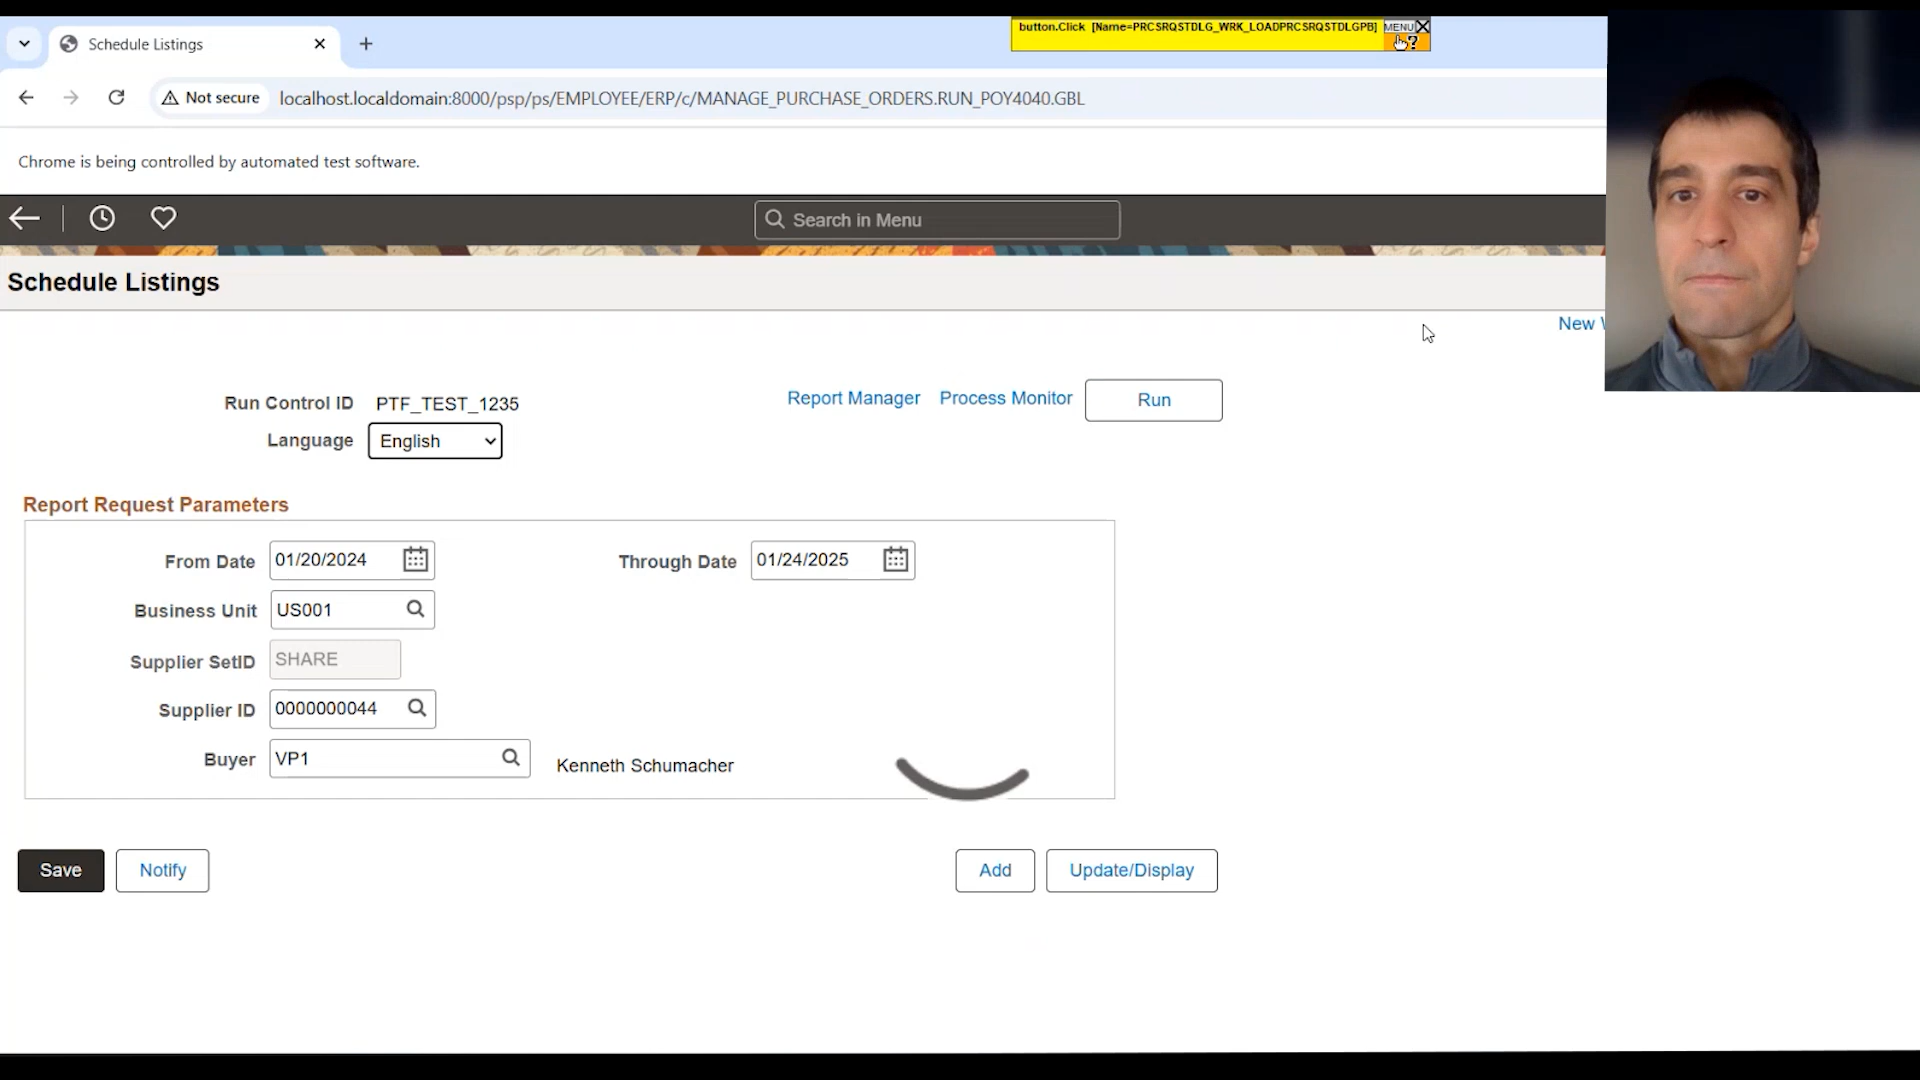 Schedule Listings
button.Click [Name=PRCSRQSTDLG_WRK_LOADPRCSRQSTDLGPB]
MENU
?
Not secure
localhost.localdomain:8000/psp/ps/EMPLOYEE/ERP/c/MANAGE_PURCHASE_ORDERS.RUN_POY4040.GBL
Chrome is being controlled by automated test software.
Search in Menu
Schedule Listings
New
Run Control ID PTF_TEST_1235
Report Manager Process Monitor Run
Language English
Report Request Parameters
From Date 01/20/2024 Through Date 01/24/2025
Business Unit US001
Supplier SetID SHARE
Supplier ID 0000000044
Buyer VP1 Kenneth Schumacher
Save Notify Add Update/Display